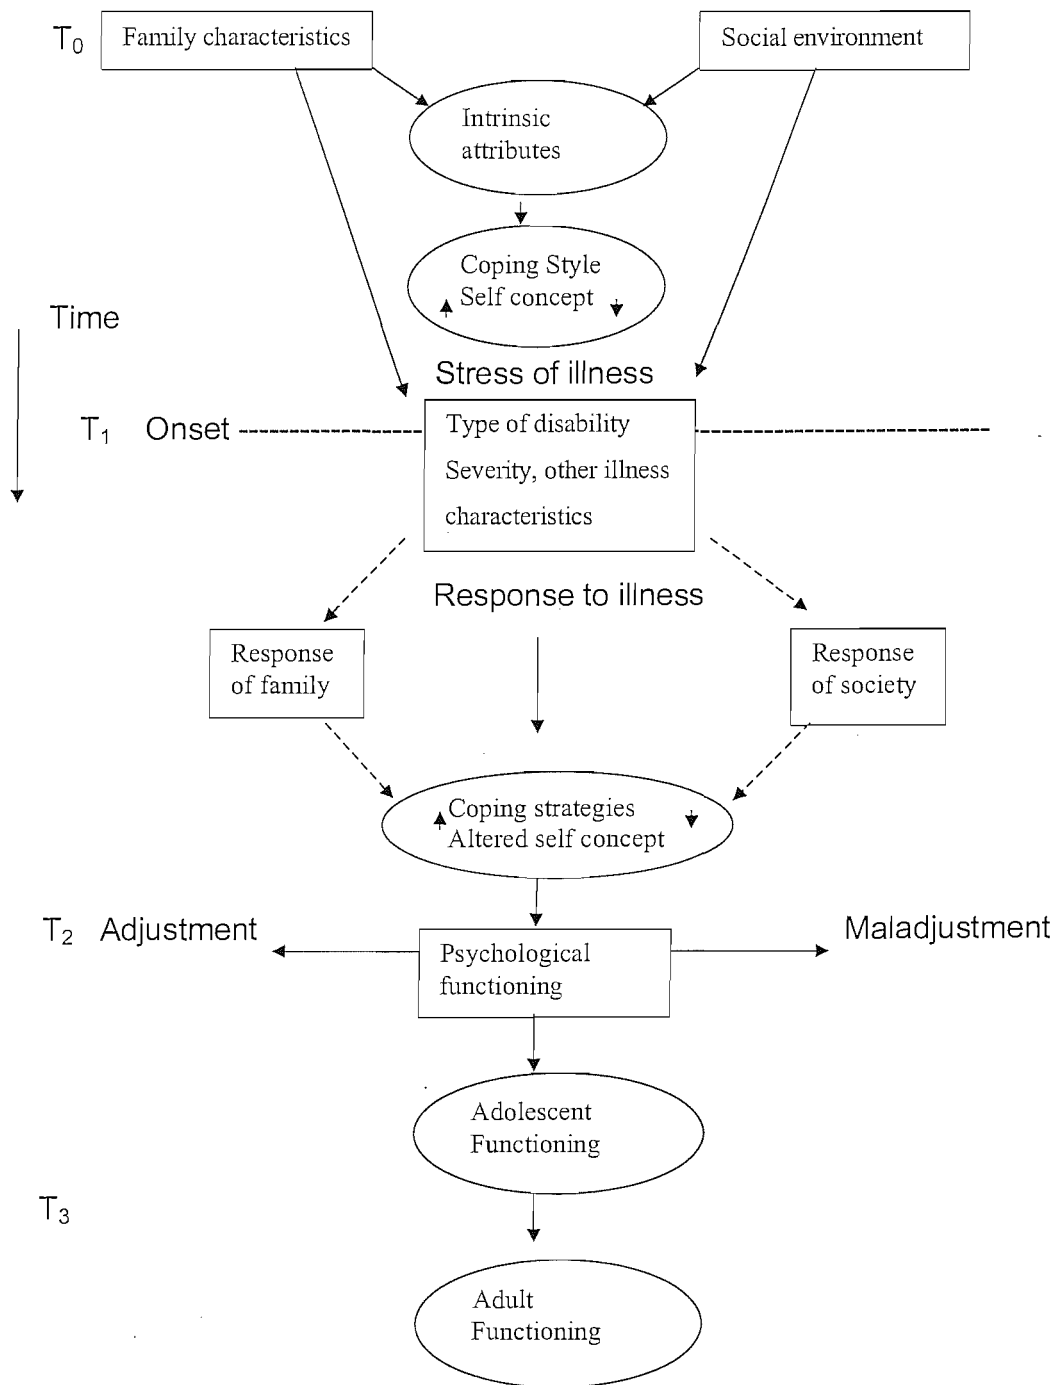 T₀
Family characteristics
Social environment
Intrinsic
attributes
Coping Style
Self concept
Time
Stress of illness
T₁ Onset
Type of disability
Severity, other illness
characteristics
Response to illness
Response
of family
Response
of society
Coping strategies
Altered self concept
T₂ Adjustment
Maladjustment
Psychological
functioning
Adolescent
Functioning
T₃
Adult
Functioning